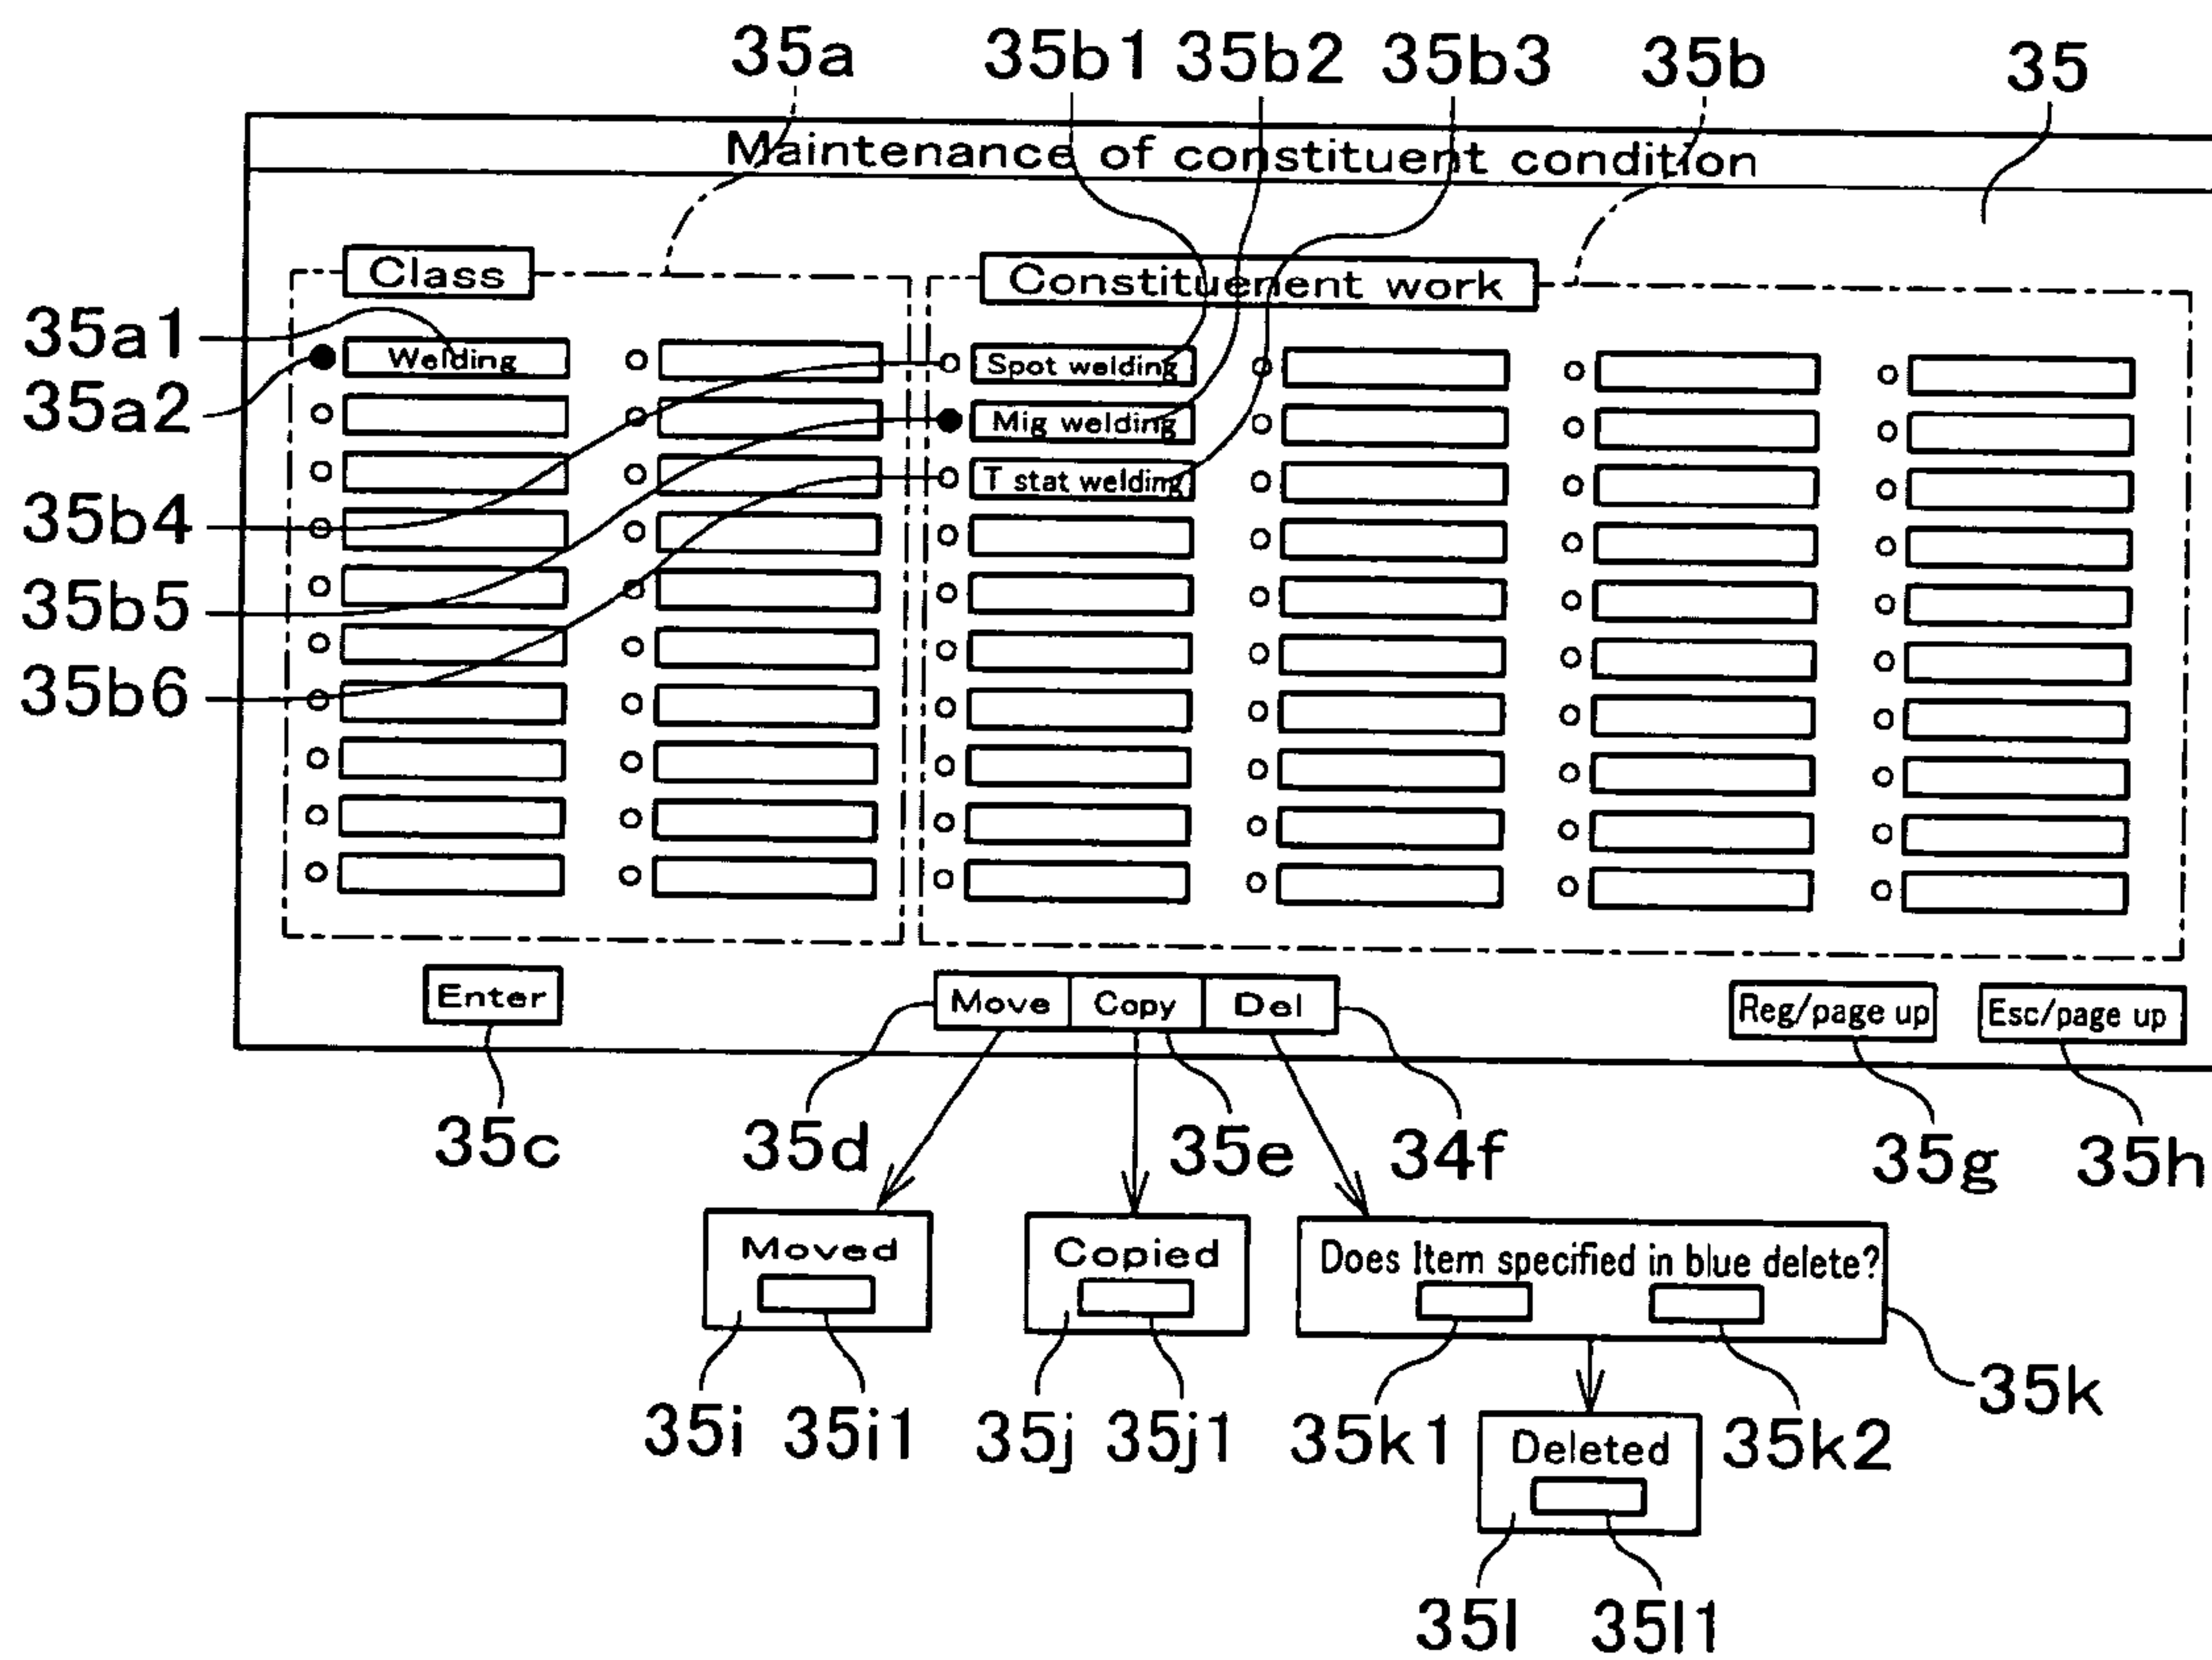 35a 35b1 35b2 35b3 35b 35
Maintenance of constituent condition
Class
Constituenent work
35a1
Welding
Spot welding
35a2
Mig welding
T stat welding
35b4
35b5
35b6
Enter
Move Copy Del
Reg/page up
Esc/page up
35c
35d
35e
34f
35g
35h
Moved
Copied
Does Item specified in blue delete?
35k
35i 35i1 35j 35j1 35k1 35k2
Deleted
35l 35l1